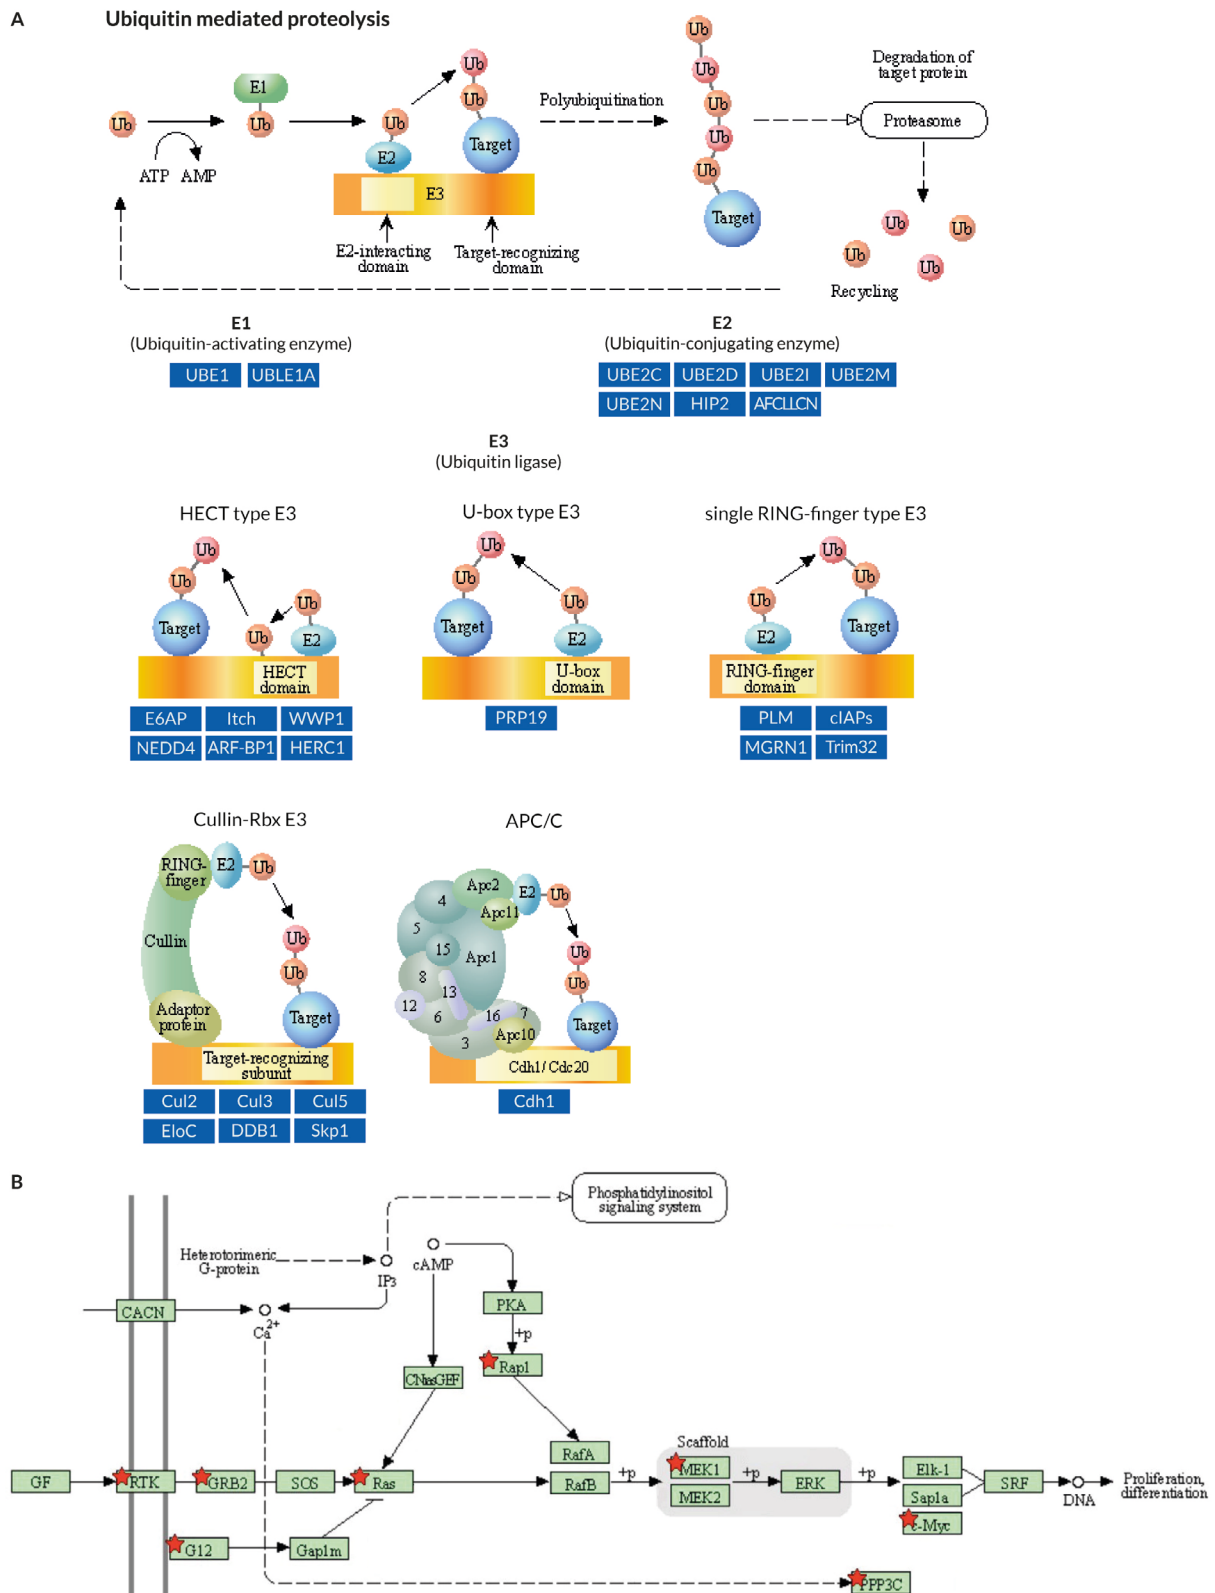 A
Ubiquitin mediated proteolysis
Ub
Ub
Ub
Ub
Ub
Ub
Ub
Ub
Ub
Ub
E1
E2
E3
Target
ATP AMP
E2-interacting
domain
Target-recognizing
domain
Polyubiquitination
Target
Degradation of
target protein
Proteasome
Ub
Ub
Ub
Ub
Recycling
E1
(Ubiquitin-activating enzyme)
UBE1 UBLE1A
E2
(Ubiquitin-conjugating enzyme)
UBE2C UBE2D UBE2I UBE2M
UBE2N HIP2 AFCLLCN
E3
(Ubiquitin ligase)
HECT type E3
Ub
Ub
Ub
Ub
Target
E2
HECT
domain
E6AP Itch WWP1
NEDD4 ARF-BP1 HERC1
U-box type E3
Ub
Ub
Ub
Target
E2
U-box
domain
PRP19
single RING-finger type E3
Ub
Ub
Ub
E2
Target
RING-finger
domain
PLM cIAPs
MGRN1 Trim32
Cullin-Rbx E3
RING-
finger
E2
Ub
Cullin
Ub
Ub
Adaptor
protein
Target
Target-recognizing
subunit
Cul2 Cul3 Cul5
EloC DDB1 Skp1
APC/C
Apc2
E2
Ub
4
Apc11
5
15
Apc1
Ub
8
13
Ub
12
6
16
7
3
Apc10
Target
Cdh1/Cdc20
Cdh1
B
Phosphatidylinositol
signaling system
Heterotorimeric
G-protein
IP3
cAMP
CACN
Ca2+
PKA
+p
Rap1
CNrasGEF
Scaffold
RafA
GF RTK GRB2 SOS Ras RafB +p MEK1 +p ERK +p Elk-1 SRF DNA
MEK2
Sap1a
c-Myc
Proliferation,
differentiation
G12 Gap1m
PPP3C